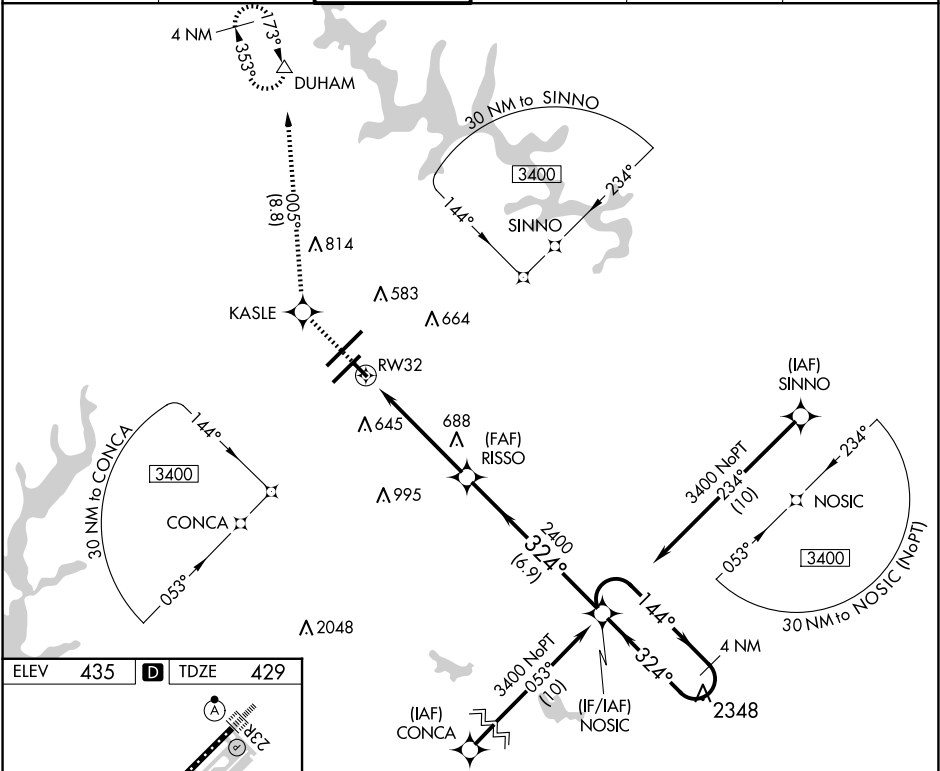 4 NM
173°
353°
DUHAM
005°
(8.8)
814
30 NM to SINNO
3400
144°
234°
SINNO
583
664
KASLE
RW32
(IAF)
SINNO
144°
30 NM to CONCA
3400
CONCA
053°
645
688
(FAF)
RISSO
995
3400 NoPT
234°
(10)
234°
NOSIC
053°
3400
30 NM to NOSIC (NoPT)
2400
324°
(6.9)
2048
144°
4 NM
324°
2348
3400 NoPT
053°
(10)
(IF/IAF)
NOSIC
(IAF)
CONCA
ELEV 435 D TDZE 429
A
23R
P